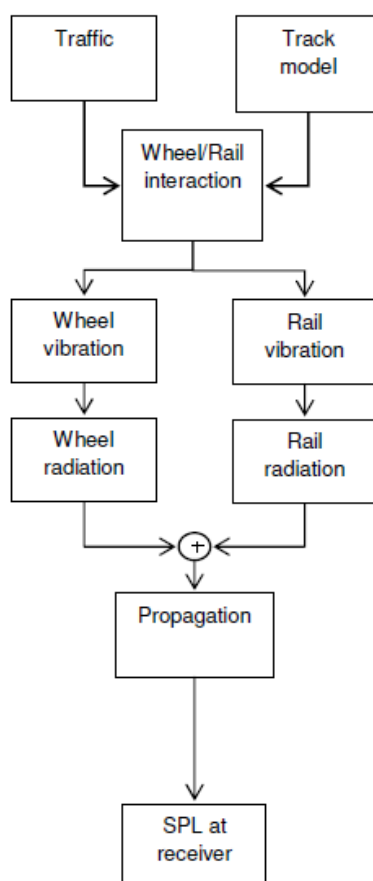 Traffic
Track
model
Wheel/Rail
interaction
Wheel
vibration
Rail
vibration
Wheel
radiation
Rail
radiation
+
Propagation
SPL at
receiver